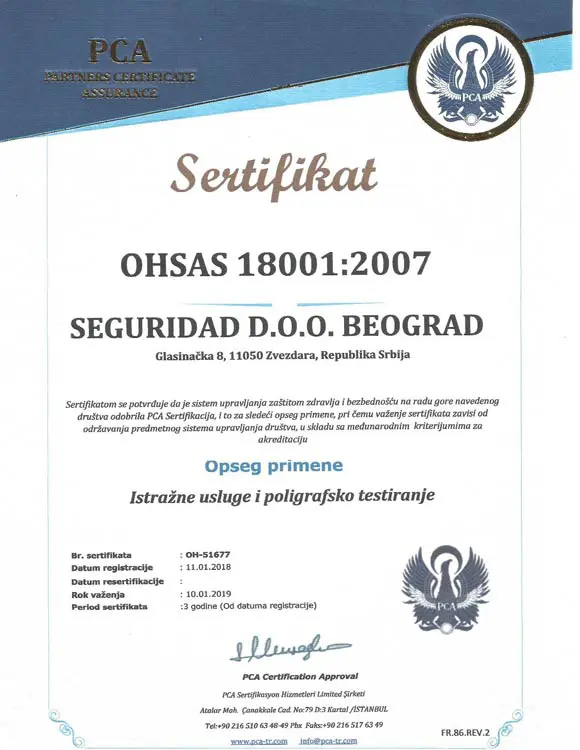 PCA
PARTNERS CERTIFICATE
ASSURANCE
PCA
Sertifikat
OHSAS 18001:2007
SEGURIDAD D.O.O. BEOGRAD
Glasinačka 8, 11050 Zvezdara, Republika Srbija
Sertifikatom se potvrđuje da je sistem upravljanja zaštitom zdravlja i bezbednošću na radu gore navedenog
društva odobrila PCA Sertifikacija, i to za sledeći opseg primene, pri čemu važenje sertifikata zavisi od
održavanja predmetnog sistema upravljanja društva, u skladu sa međunarodnim kriterijumima za
akreditaciju
Opseg primene
Istražne usluge i poligrafsko testiranje
Br. sertifikata : OH-51677
Datum registracije : 11.01.2018
Datum resertifikacije :
Rok važenja : 10.01.2019
Period sertifikata :3 godine (Od datuma registracije)
PCA
PCA Certification Approval
PCA Sertifikasyon Hizmetleri Limited Şirketi
Atalar Mah. Çanakkale Cad. No:79 D:3 Kartal /İSTANBUL
Tel:+90 216 510 63 48-49 Pbx Faks:+90 216 517 63 49
www.pca-tr.com info@pca-tr.com
FR.86.REV.2